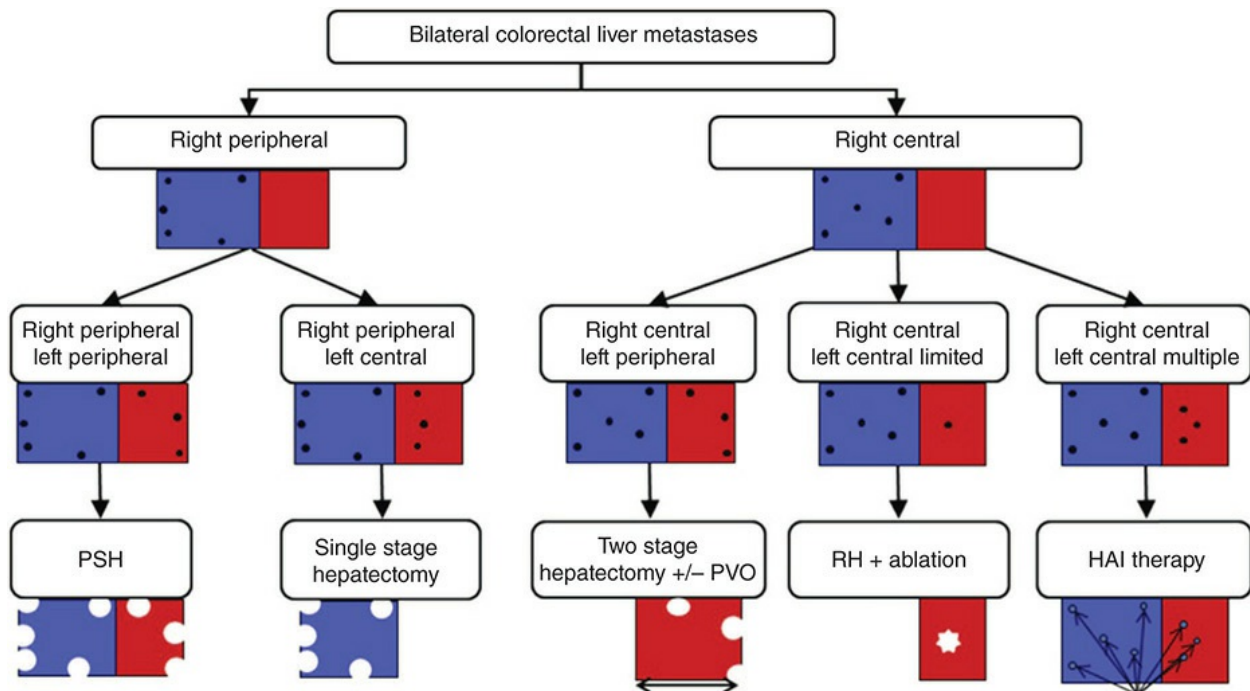 Bilateral colorectal liver metastases
Right peripheral
Right central
Right peripheral
left peripheral
Right peripheral
left central
Right central
left peripheral
Right central
left central limited
Right central
left central multiple
PSH
Single stage
hepatectomy
Two stage
hepatectomy +/– PVO
RH + ablation
HAI therapy